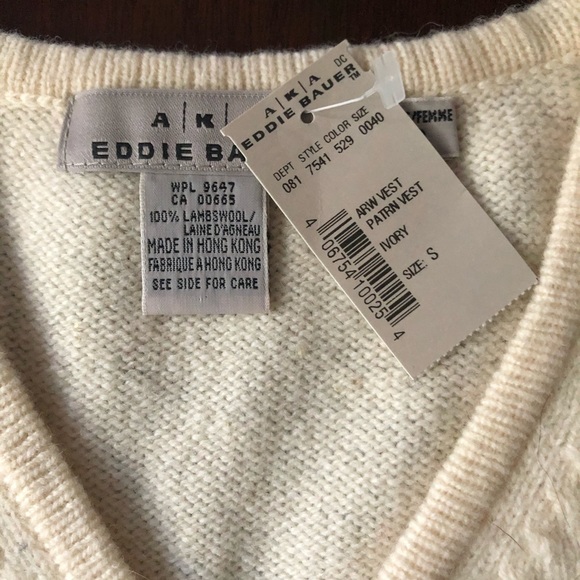 A|K|
EDDIE BA
/FEMME
WPL 9647
CA 00665
100% LAMBSWOOL/
LAINE D'AGNEAU
MADE IN HONG KONG
FABRIQUE A HONG KONG
SEE SIDE FOR CARE
A|K|A DC
EDDIE BAUER™
DEPT STYLE COLOR SIZE
081 7541 529 0040
ARW VEST
PATRN VEST
IVORY
SIZE: S
4 06754 10025 4